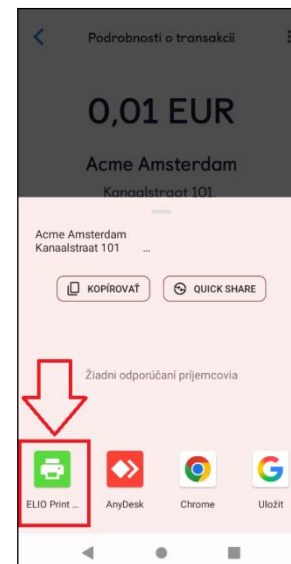 Podrobnosti o transakcii
0,01 EUR
Acme Amsterdam
Kanaalstraat 101
Acme Amsterdam
Kanaalstraat 101 ...
KOPÍROVAŤ
QUICK SHARE
Žiadni odporúčaní príjemcovia
ELIO Print ...
AnyDesk
Chrome
Uložit